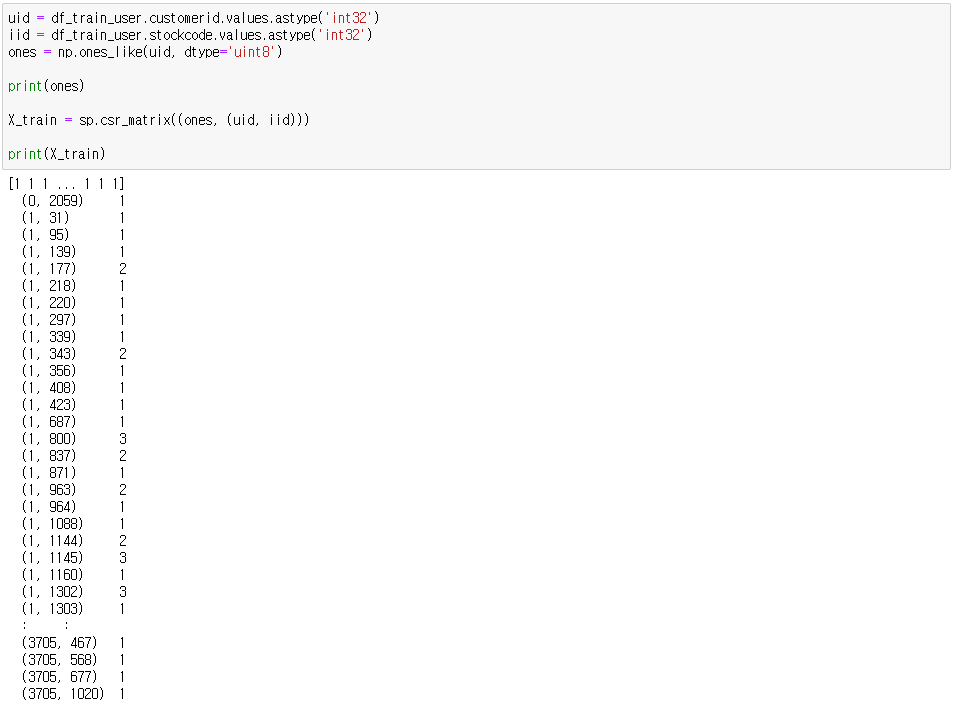 uid = df_train_user.customerid.values.astype('int32')
iid = df_train_user.stockcode.values.astype('int32')
ones = np.ones_like(uid, dtype='uint8')
print(ones)
X_train = sp.csr_matrix((ones, (uid, iid)))
print(X_train)
[1 1 1 ... 1 1 1]
(0, 2059) 1
(1, 31) 1
(1, 95) 1
(1, 139) 1
(1, 177) 2
(1, 218) 1
(1, 220) 1
(1, 297) 1
(1, 339) 1
(1, 343) 2
(1, 356) 1
(1, 408) 1
(1, 423) 1
(1, 687) 1
(1, 800) 3
(1, 837) 2
(1, 871) 1
(1, 963) 2
(1, 964) 1
(1, 1088) 1
(1, 1144) 2
(1, 1145) 3
(1, 1160) 1
(1, 1302) 3
(1, 1303) 1
: :
(3705, 467) 1
(3705, 568) 1
(3705, 677) 1
(3705, 1020) 1